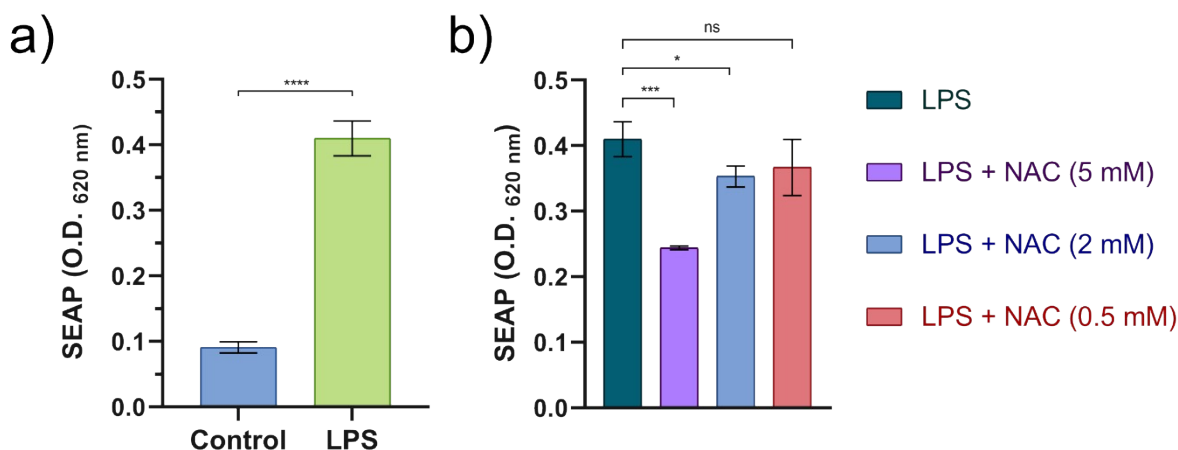 a)
****
SEAP (O.D. 620 nm)
0.5
0.4
0.3
0.2
0.1
0.0
Control LPS
b)
ns
*
***
SEAP (O.D. 620 nm)
0.5
0.4
0.3
0.2
0.1
0.0
LPS
LPS + NAC (5 mM)
LPS + NAC (2 mM)
LPS + NAC (0.5 mM)